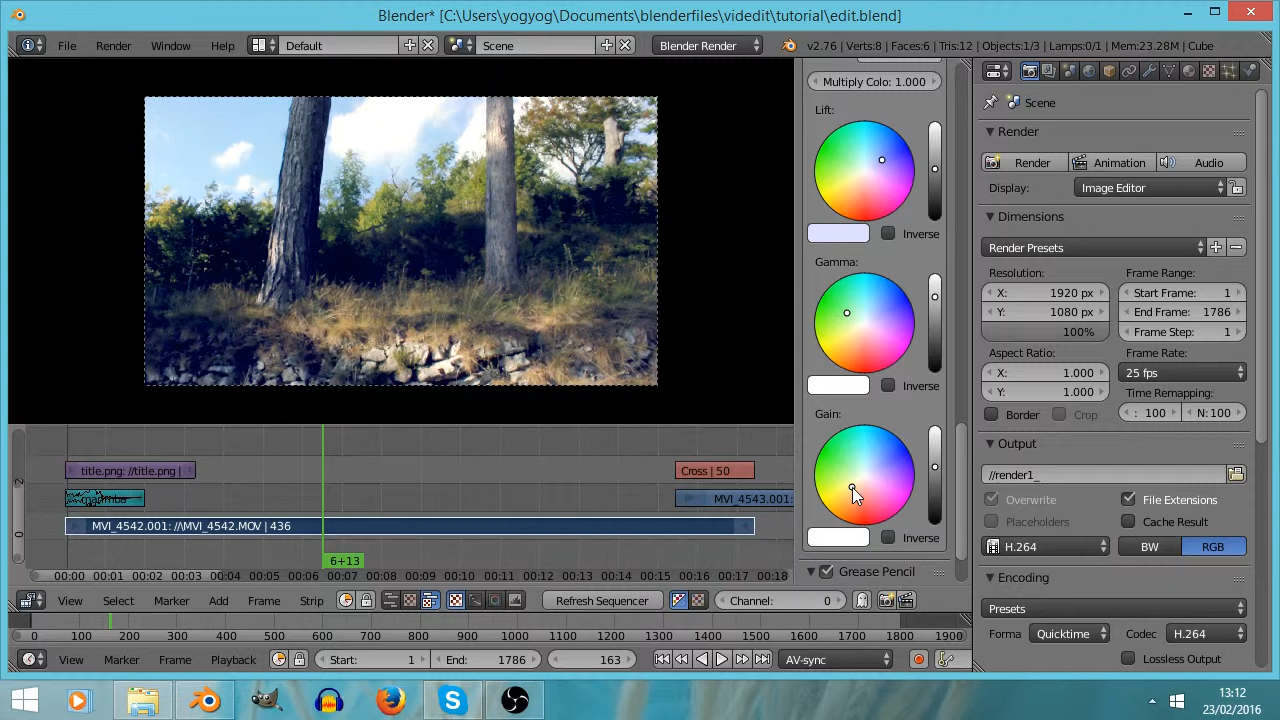 Blender* [C:\Users\yogyog\Documents\blenderfiles\videdit\tutorial\edit.blend]
File Render Window Help Default Scene Blender Render v2.76 | Verts:8 | Faces:6 | Tris:12 | Objects:1/3 | Lamps:0/1 | Mem:23.28M | Cube
Multiply Colo: 1.000
Lift:
Inverse
Gamma:
Inverse
Gain:
Inverse
Grease Pencil
Scene
Render
Render Animation Audio
Display: Image Editor
Dimensions
Render Presets
Resolution: Frame Range:
X: 1920 px Start Frame: 1
Y: 1080 px End Frame: 1786
100% Frame Step: 1
Aspect Ratio: Frame Rate:
X: 1.000 25 fps
Y: 1.000 Time Remapping:
Border Crop : 100 N: 100
Output
//render1_
Overwrite File Extensions
Placeholders Cache Result
H.264 BW RGB
Encoding
Presets
Forma Quicktime Codec H.264
Lossless Output
2
title.png: //title.png | Cross | 50
MVI_4543.001:
0
MVI_4542.001: //\MVI_4542.MOV | 436
6+13
00:00 00:01 00:02 00:03 00:04 00:05 00:06 00:07 00:08 00:09 00:10 00:11 00:12 00:13 00:14 00:15 00:16 00:17 00:18
View Select Marker Add Frame Strip Refresh Sequencer Channel: 0
0 100 200 300 400 500 600 700 800 900 1000 1100 1200 1300 1400 1500 1600 1700 1800 1900
View Marker Frame Playback Start: 1 End: 1786 163 AV-sync
13:12
23/02/2016